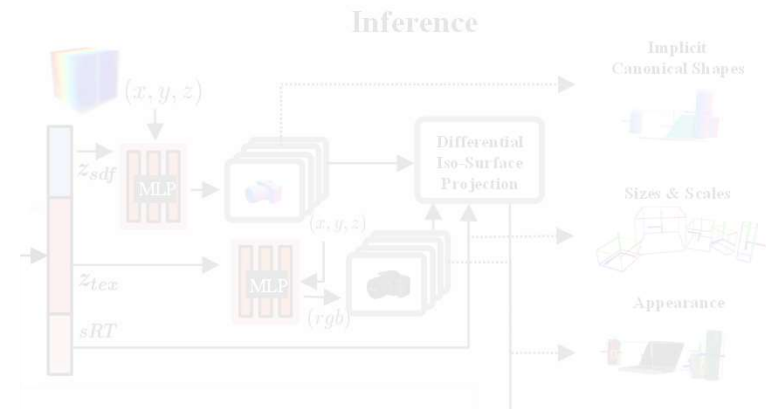 Inference
Implicit
Canonical Shapes
(x, y, z)
Differential
Iso-Surface
Projection
z_sdf
MLP
Sizes & Scales
(x, y, z)
z_tex
MLP
(rgb)
Appearance
sRT